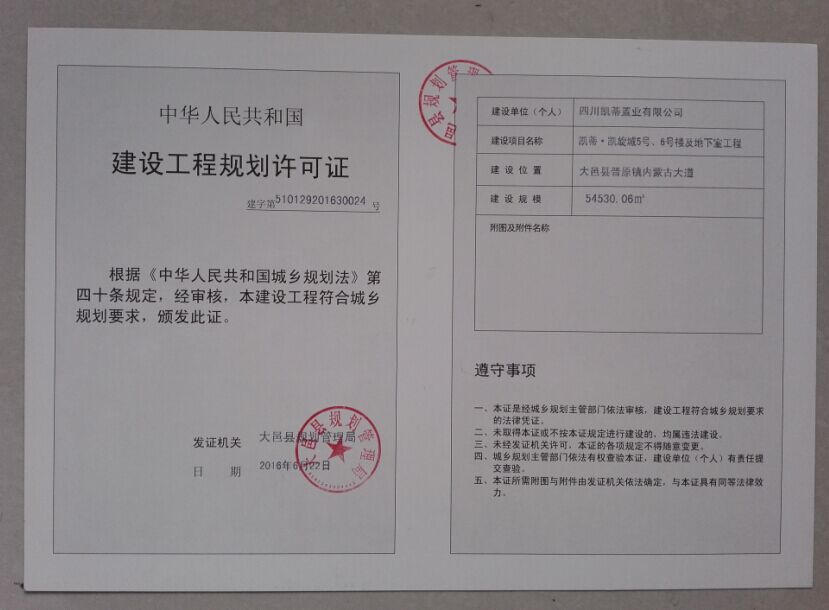 中华人民共和国
建设工程规划许可证
建字第510129201630024号
根据《中华人民共和国城乡规划法》第
四十条规定，经审核，本建设工程符合城乡
规划要求，颁发此证。
发证机关 大邑县规划管理局
日期 2016年6月22日
大邑县规划管理局
县规划管理
建设单位（个人） 四川凯蒂置业有限公司
建设项目名称 凯蒂·凯旋城5号、6号楼及地下室工程
建设位置 大邑县晋原镇内蒙古大道
建设规模 54530.06㎡
附图及附件名称
遵守事项
一、本证是经城乡规划主管部门依法审核，建设工程符合城乡规划要求
的法律凭证。
二、未取得本证或不按本证规定进行建设的，均属违法建设。
三、未经发证机关许可，本证的各项规定不得随意变更。
四、城乡规划主管部门依法有权查验本证，建设单位（个人）有责任提
交查验。
五、本证所需附图与附件由发证机关依法确定，与本证具有同等法律效
力。